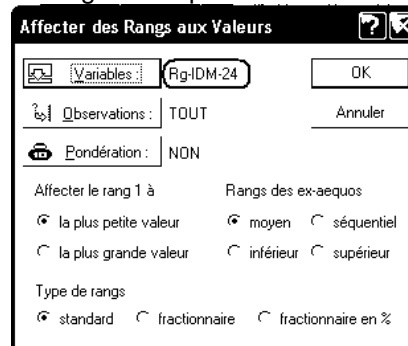 Affecter des Rangs aux Valeurs
Variables : Rg-IDM-24 OK
Observations : TOUT Annuler
Pondération : NON
Affecter le rang 1 à Rangs des ex-aequos
la plus petite valeur moyen séquentiel
la plus grande valeur inférieur supérieur
Type de rangs
standard fractionnaire fractionnaire en %